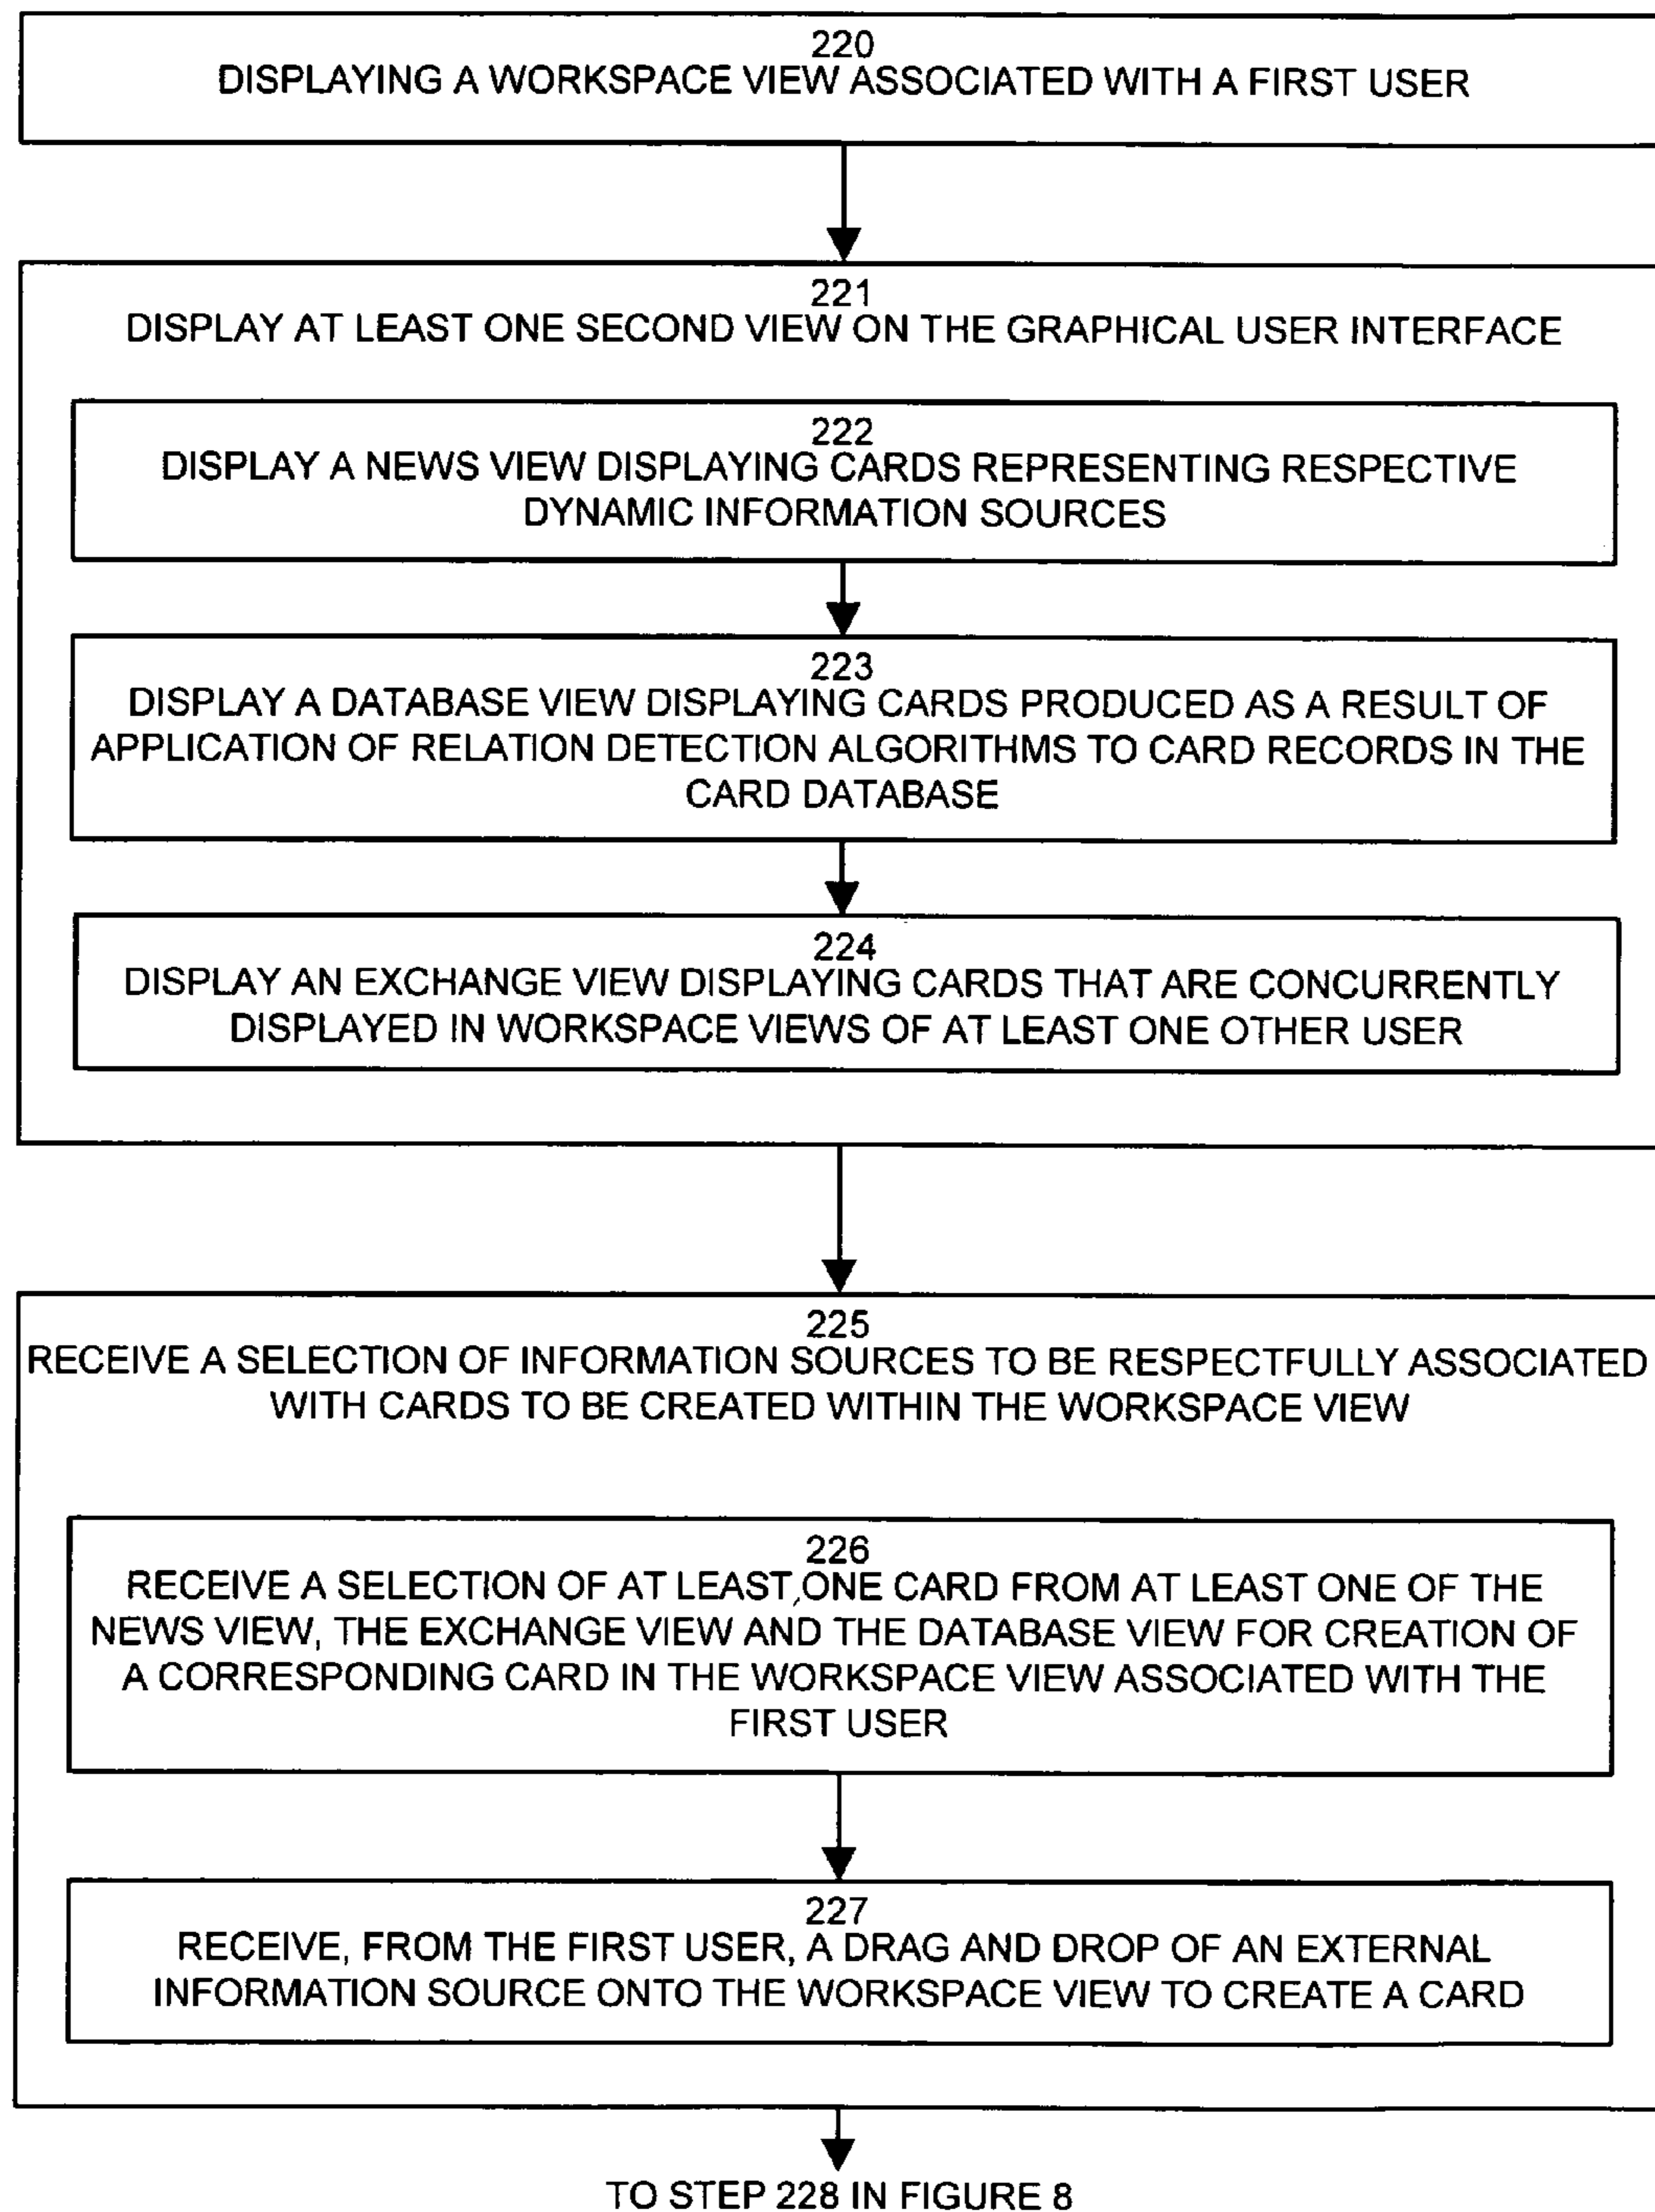 220
DISPLAYING A WORKSPACE VIEW ASSOCIATED WITH A FIRST USER
221
DISPLAY AT LEAST ONE SECOND VIEW ON THE GRAPHICAL USER INTERFACE
222
DISPLAY A NEWS VIEW DISPLAYING CARDS REPRESENTING RESPECTIVE
DYNAMIC INFORMATION SOURCES
223
DISPLAY A DATABASE VIEW DISPLAYING CARDS PRODUCED AS A RESULT OF
APPLICATION OF RELATION DETECTION ALGORITHMS TO CARD RECORDS IN THE
CARD DATABASE
224
DISPLAY AN EXCHANGE VIEW DISPLAYING CARDS THAT ARE CONCURRENTLY
DISPLAYED IN WORKSPACE VIEWS OF AT LEAST ONE OTHER USER
225
RECEIVE A SELECTION OF INFORMATION SOURCES TO BE RESPECTFULLY ASSOCIATED
WITH CARDS TO BE CREATED WITHIN THE WORKSPACE VIEW
226
RECEIVE A SELECTION OF AT LEAST ONE CARD FROM AT LEAST ONE OF THE
NEWS VIEW, THE EXCHANGE VIEW AND THE DATABASE VIEW FOR CREATION OF
A CORRESPONDING CARD IN THE WORKSPACE VIEW ASSOCIATED WITH THE
FIRST USER
227
RECEIVE, FROM THE FIRST USER, A DRAG AND DROP OF AN EXTERNAL
INFORMATION SOURCE ONTO THE WORKSPACE VIEW TO CREATE A CARD
TO STEP 228 IN FIGURE 8